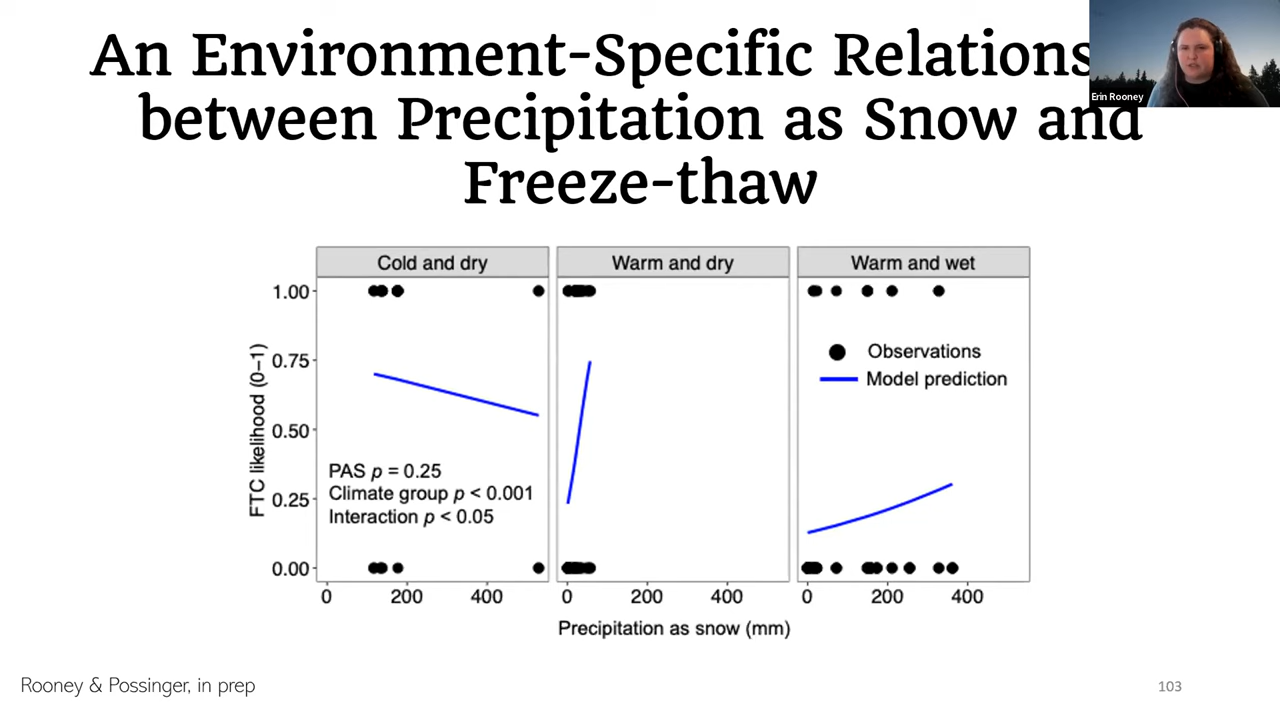 An Environment-Specific
between Precipitation as Snow and
Freeze-thaw
Erin Rooney
Cold and dry
Warm and dry
Warm and wet
1.00
0.75
0.50
0.25
0.00
FTC likelihood (0–1)
Observations
Model prediction
PAS p = 0.25
Climate group p < 0.001
Interaction p < 0.05
0 200 400
0 200 400
0 200 400
Precipitation as snow (mm)
Rooney & Possinger, in prep
103